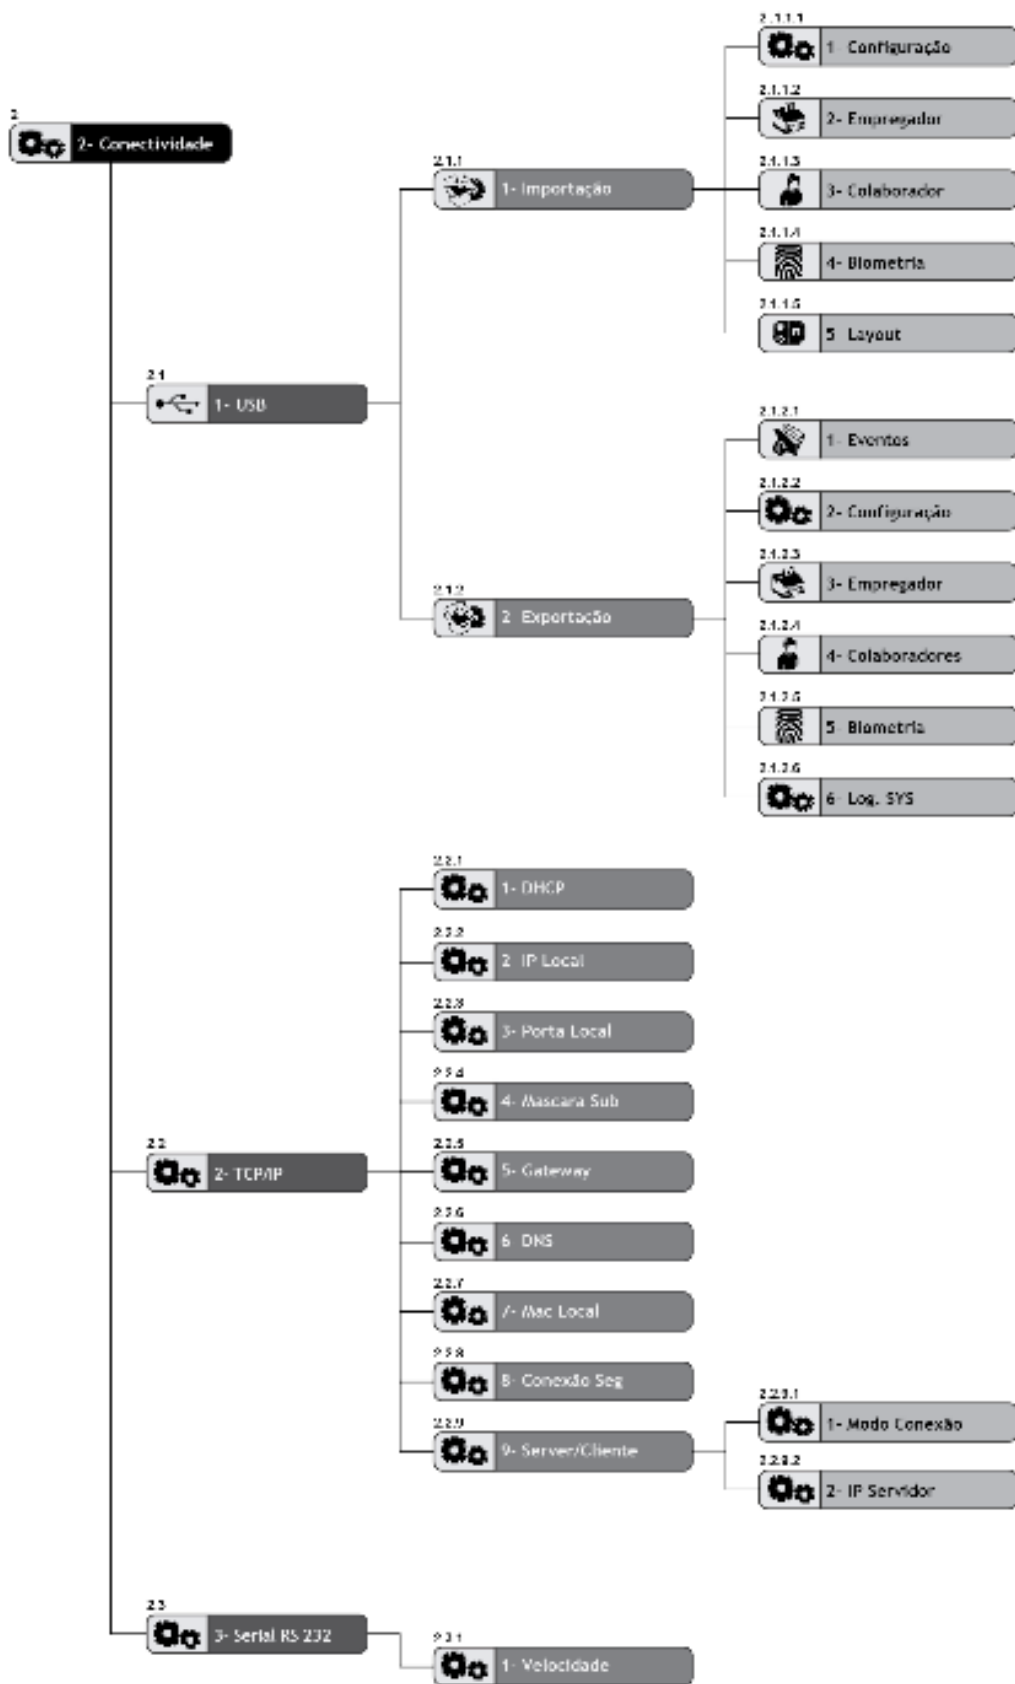 2
2- Conectividade
2.1
1- USB
2.1.1
1- Importação
2.1.1.1
1- Configuração
2.1.1.2
2- Empregador
2.1.1.3
3- Colaborador
2.1.1.4
4- Biometria
2.1.1.5
5 Layout
2.1.2
2 Exportação
2.1.2.1
1- Eventos
2.1.2.2
2- Configuração
2.1.2.3
3- Empregador
2.1.2.4
4- Colaboradores
2.1.2.5
5- Biometria
2.1.2.6
6- Log. SYS
2.2
2- TCP/IP
2.2.1
1- DHCP
2.2.2
2 IP Local
2.2.3
3- Porta Local
2.2.4
4- Mascara Sub
2.2.5
5- Gateway
2.2.6
6 DNS
2.2.7
7- Mac Local
2.2.8
8- Conexão Seg
2.2.9
9- Server/Cliente
2.2.9.1
1- Modo Conexão
2.2.9.2
2- IP Servidor
2.3
3- Serial RS 232
2.3.1
1- Velocidade